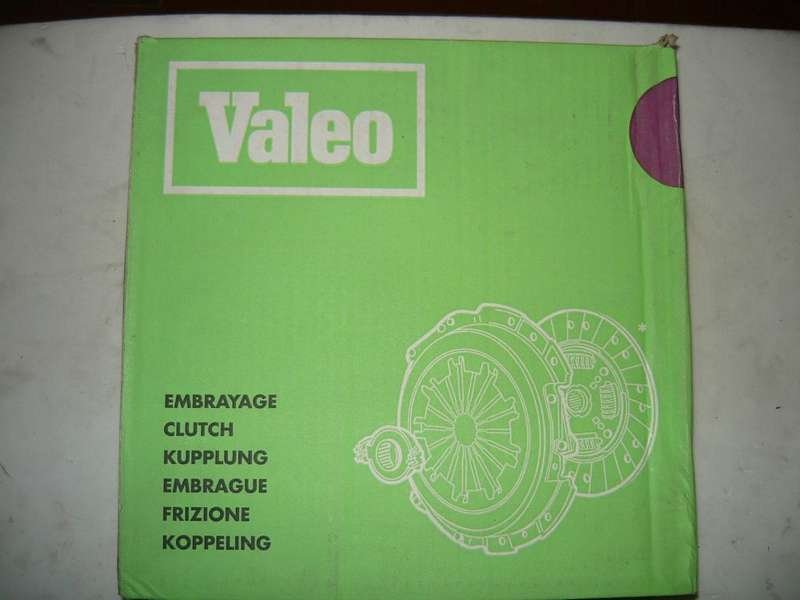 Valeo
EMBRAYAGE
CLUTCH
KUPPLUNG
EMBRAGUE
FRIZIONE
KOPPELING
*